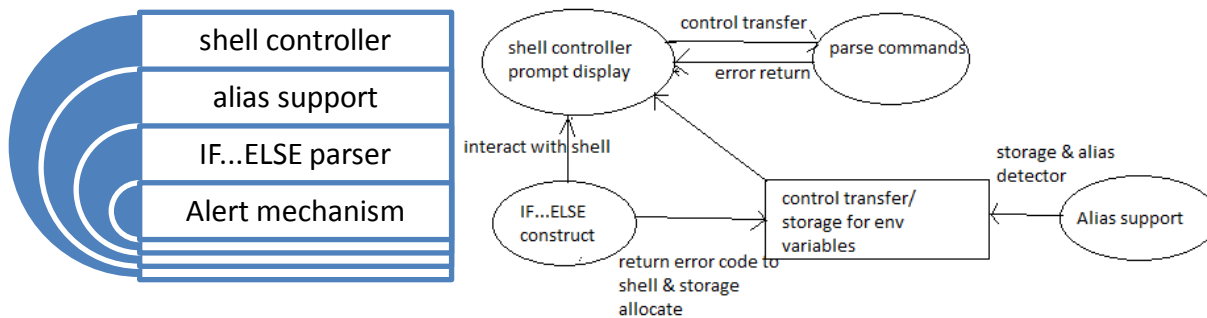 shell controller
alias support
IF...ELSE parser
Alert mechanism
control transfer
shell controller
prompt display
parse commands
error return
interact with shell
storage & alias
detector
control transfer/
storage for env
variables
IF...ELSE
construct
Alias support
return error code to
shell & storage
allocate